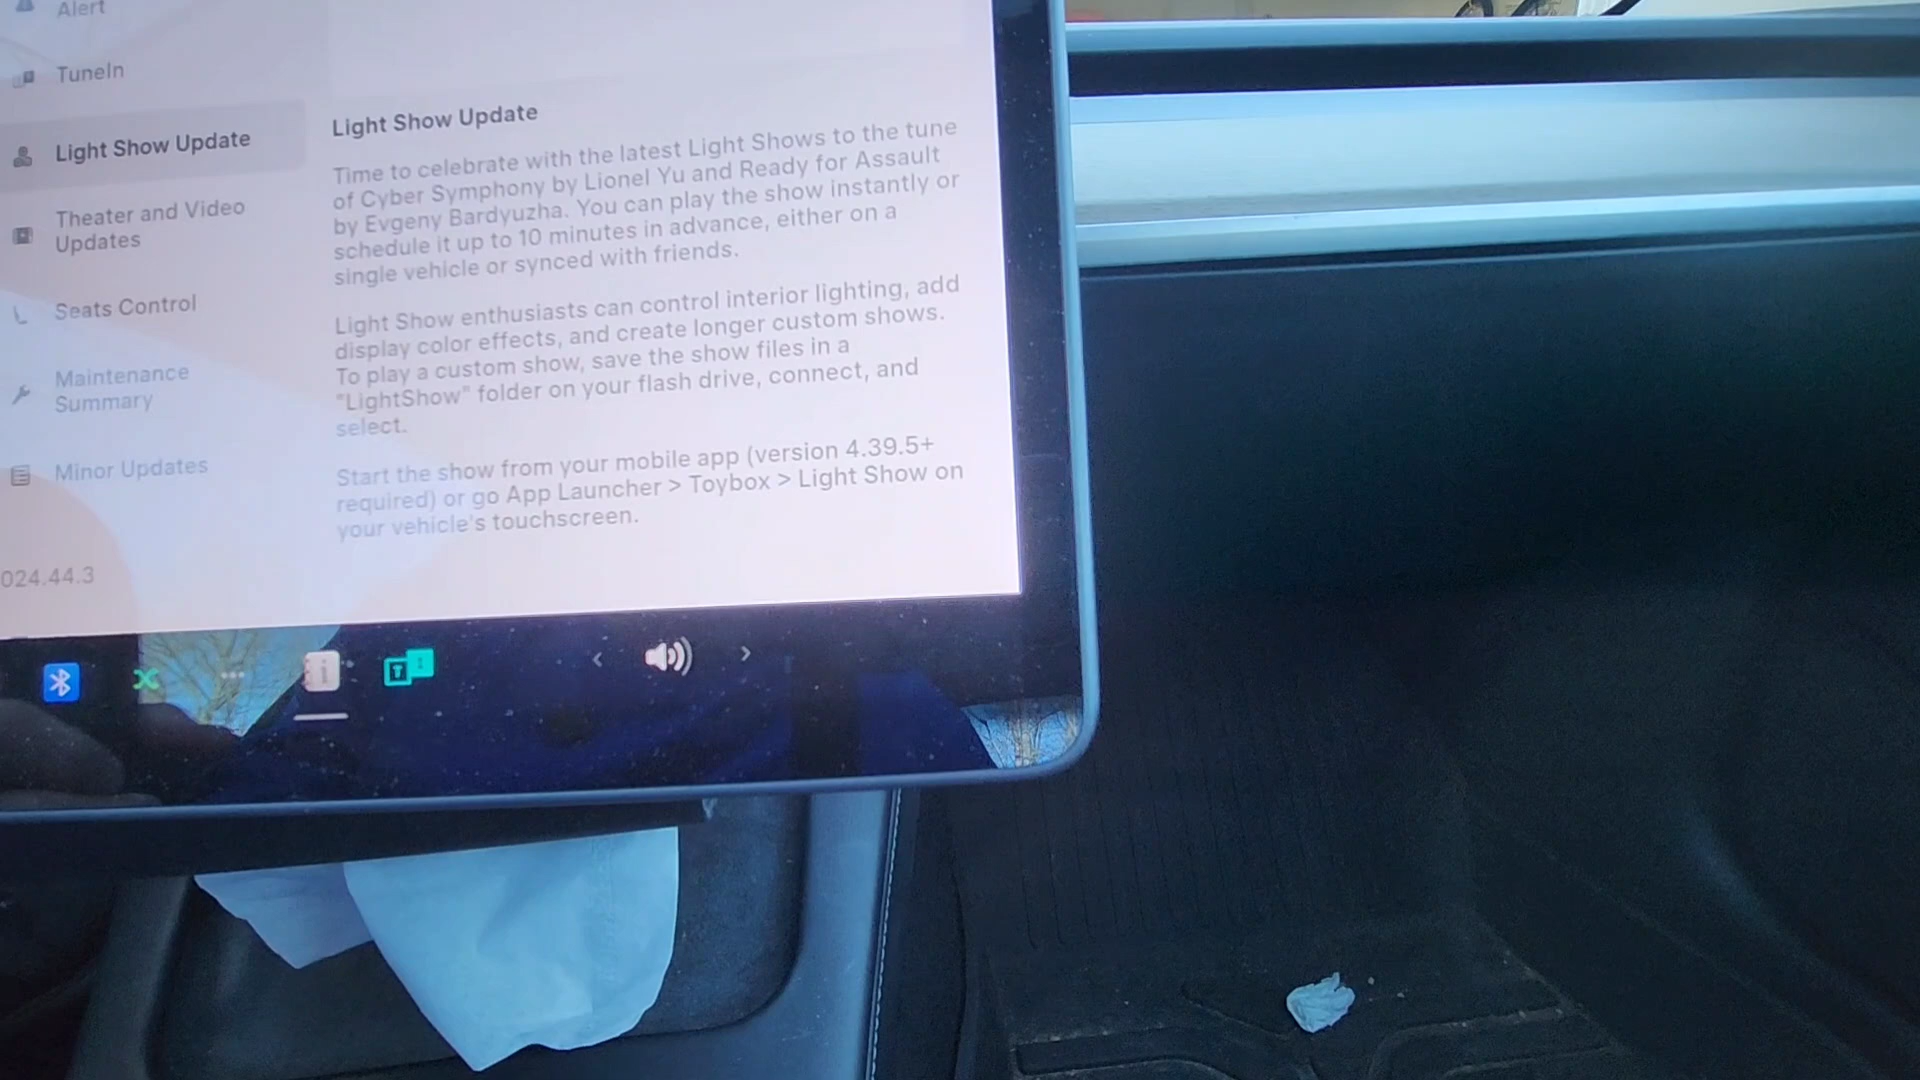 Alert
TuneIn
Light Show Update
Theater and Video
Updates
Seats Control
Maintenance
Summary
Minor Updates
024.44.3
Light Show Update
Time to celebrate with the latest Light Shows to the tune
of Cyber Symphony by Lionel Yu and Ready for Assault
by Evgeny Bardyuzha. You can play the show instantly or
schedule it up to 10 minutes in advance, either on a
single vehicle or synced with friends.
Light Show enthusiasts can control interior lighting, add
display color effects, and create longer custom shows.
To play a custom show, save the show files in a
"LightShow" folder on your flash drive, connect, and
select.
Start the show from your mobile app (version 4.39.5+
required) or go App Launcher > Toybox > Light Show on
your vehicle's touchscreen.